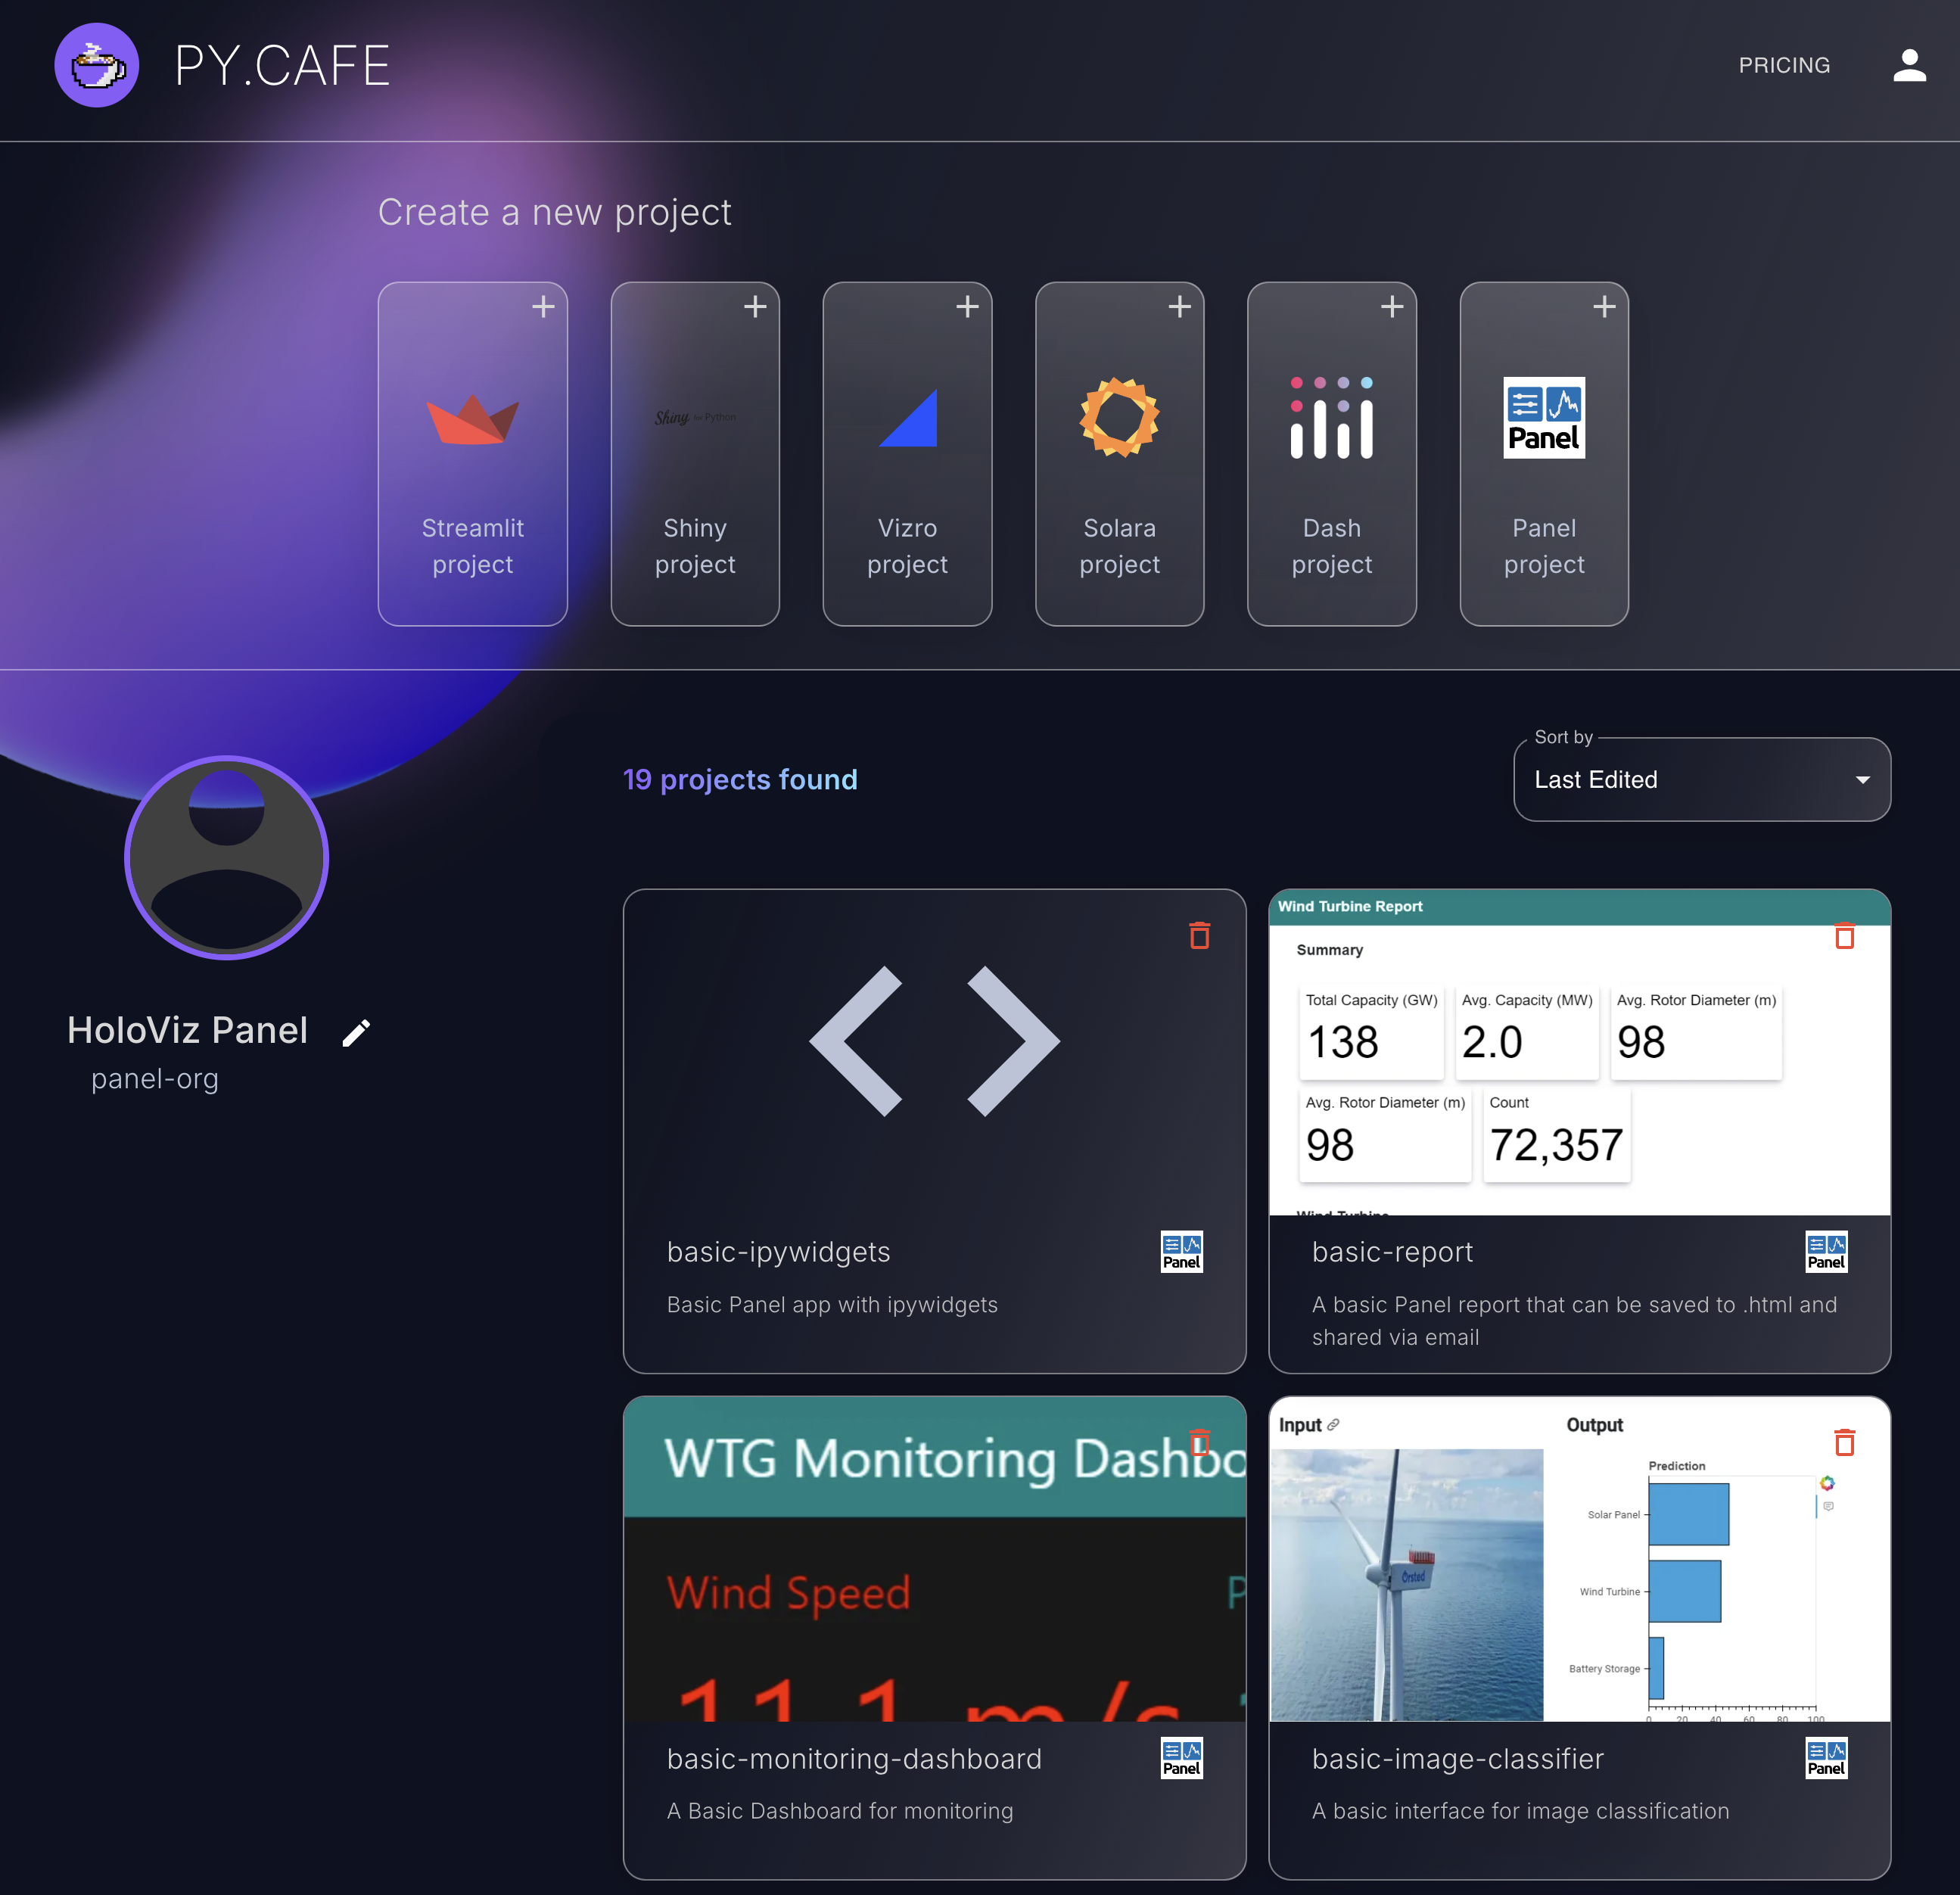 PY.CAFE
PRICING
Create a new project
Streamlit
project
Shiny for Python
Shiny
project
Vizro
project
Solara
project
Dash
project
Panel
Panel
project
19 projects found
Sort by
Last Edited
HoloViz Panel
panel-org
basic-ipywidgets
Panel
Basic Panel app with ipywidgets
Wind Turbine Report
Summary
Total Capacity (GW)
138
Avg. Capacity (MW)
2.0
Avg. Rotor Diameter (m)
98
Avg. Rotor Diameter (m)
98
Count
72,357
Wind Turbine
basic-report
Panel
A basic Panel report that can be saved to .html and
shared via email
WTG Monitoring Dashbo
Wind Speed
P
11.1 m/s
basic-monitoring-dashboard
Panel
A Basic Dashboard for monitoring
Input
Orsted
Output
Prediction
Solar Panel
Wind Turbine
Battery Storage
0 20 40 60 80 100
basic-image-classifier
Panel
A basic interface for image classification